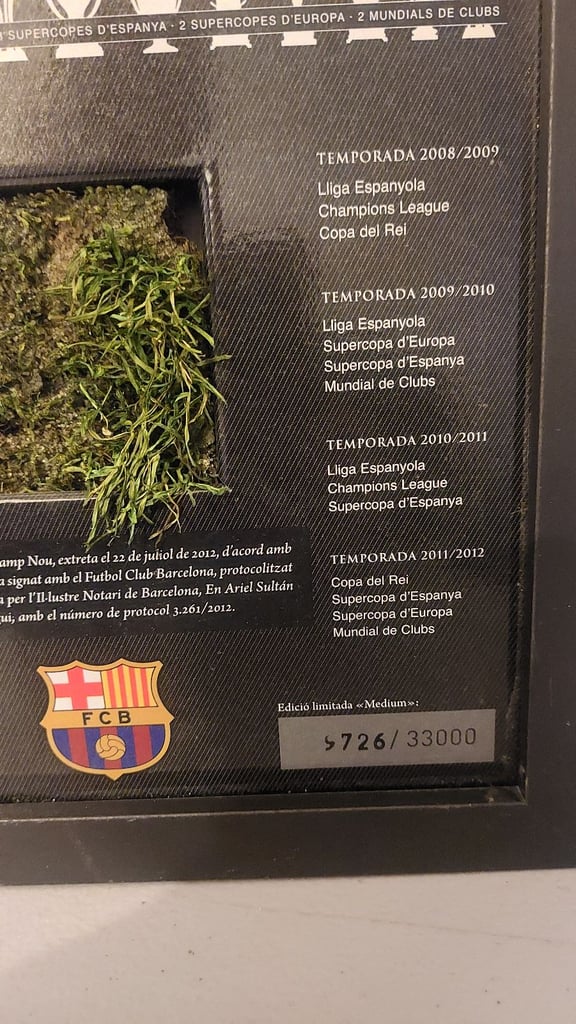 SUPERCOPES D'ESPANYA · 2 SUPERCOPES D'EUROPA · 2 MUNDIALS DE CLUBS
TEMPORADA 2008/2009
Lliga Espanyola
Champions League
Copa del Rei
TEMPORADA 2009/2010
Lliga Espanyola
Supercopa d'Europa
Supercopa d'Espanya
Mundial de Clubs
TEMPORADA 2010/2011
Lliga Espanyola
Champions League
Supercopa d'Espanya
TEMPORADA 2011/2012
Copa del Rei
Supercopa d'Espanya
Supercopa d'Europa
Mundial de Clubs
amp Nou, extreta el 22 de juliol de 2012, d'acord amb
a signat amb el Futbol Club Barcelona, protocolitzat
a per l'Il·lustre Notari de Barcelona, En Ariel Sultán
gui, amb el número de protocol 3.261/2012.
FCB
Edició limitada «Medium»:
5726/33000